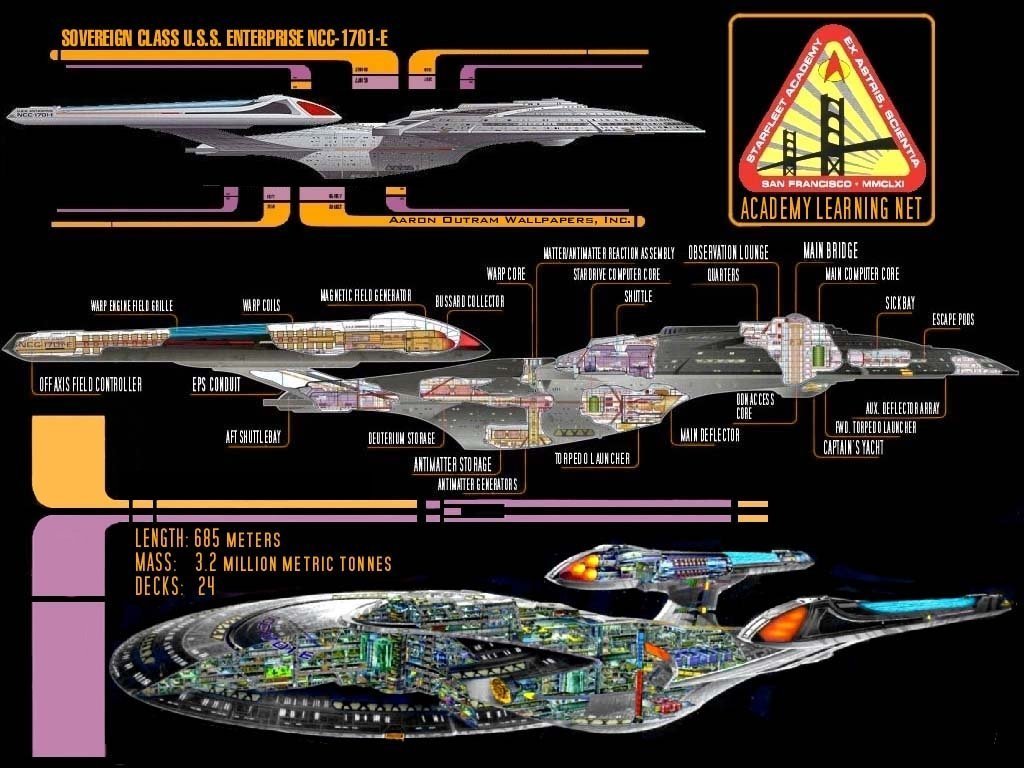 SOVEREIGN CLASS U.S.S. ENTERPRISE NCC-1701-E
NCC-1701-E
AARON OUTRAM WALLPAPERS, INC.
STARFLEET ACADEMY
EX ASTRIS, SCIENTIA
SAN FRANCISCO • MMCLXI
ACADEMY LEARNING NET
MATTER/ANTIMATTER REACTION ASSEMBLY
OBSERVATION LOUNGE
MAIN BRIDGE
WARP CORE
STARDRIVE COMPUTER CORE
QUARTERS
MAIN COMPUTER CORE
WARP ENGINE FIELD GRILLE
WARP COILS
MAGNETIC FIELD GENERATOR
BUSSARD COLLECTOR
SHUTTLE
SICKBAY
ESCAPE PODS
NCC-1701-E
OFF AXIS FIELD CONTROLLER
EPS CONDUIT
AFT SHUTTLEBAY
DEUTERIUM STORAGE
ANTIMATTER STORAGE
ANTIMATTER GENERATORS
TORPEDO LAUNCHER
MAIN DEFLECTOR
CORE
AUX. DEFLECTOR ARRAY
FWD. TORPEDO LAUNCHER
CAPTAIN'S YACHT
LENGTH: 685 METERS
MASS: 3.2 MILLION METRIC TONNES
DECKS: 24